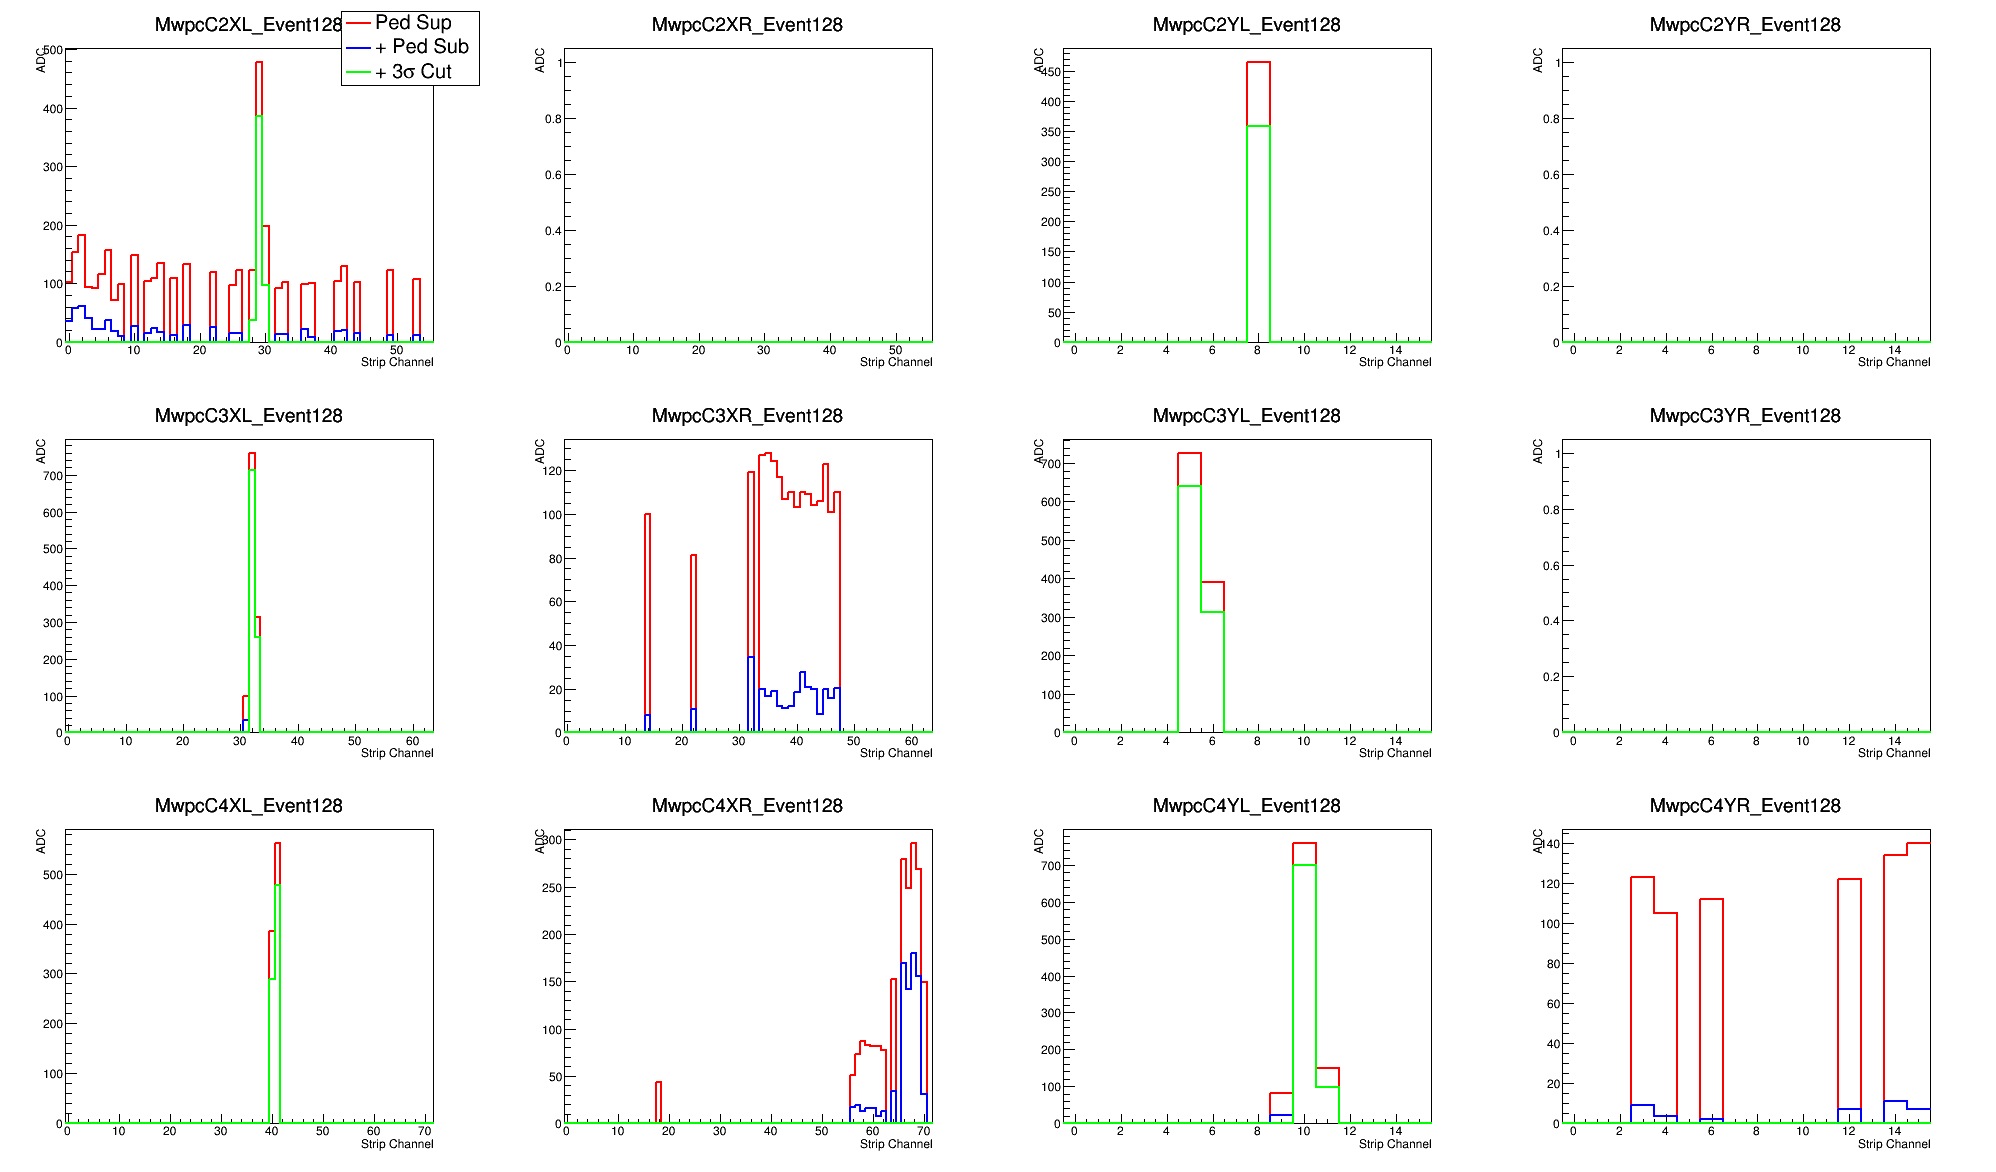 MwpcC2XL_Event128
Ped Sup
+ Ped Sub
+ 3σ Cut
ADC
500
400
300
200
100
0
0 10 20 30 40 50
Strip Channel
MwpcC2XR_Event128
ADC
1
0.8
0.6
0.4
0.2
0
0 10 20 30 40 50
Strip Channel
MwpcC2YL_Event128
ADC
450
400
350
300
250
200
150
100
50
0
0 2 4 6 8 10 12 14
Strip Channel
MwpcC2YR_Event128
ADC
1
0.8
0.6
0.4
0.2
0
0 2 4 6 8 10 12 14
Strip Channel
MwpcC3XL_Event128
ADC
700
600
500
400
300
200
100
0
0 10 20 30 40 50 60
Strip Channel
MwpcC3XR_Event128
ADC
120
100
80
60
40
20
0
0 10 20 30 40 50 60
Strip Channel
MwpcC3YL_Event128
ADC
700
600
500
400
300
200
100
0
0 2 4 6 8 10 12 14
Strip Channel
MwpcC3YR_Event128
ADC
1
0.8
0.6
0.4
0.2
0
0 2 4 6 8 10 12 14
Strip Channel
MwpcC4XL_Event128
ADC
500
400
300
200
100
0
0 10 20 30 40 50 60 70
Strip Channel
MwpcC4XR_Event128
ADC
300
250
200
150
100
50
0
0 10 20 30 40 50 60 70
Strip Channel
MwpcC4YL_Event128
ADC
700
600
500
400
300
200
100
0
0 2 4 6 8 10 12 14
Strip Channel
MwpcC4YR_Event128
ADC
140
120
100
80
60
40
20
0
0 2 4 6 8 10 12 14
Strip Channel